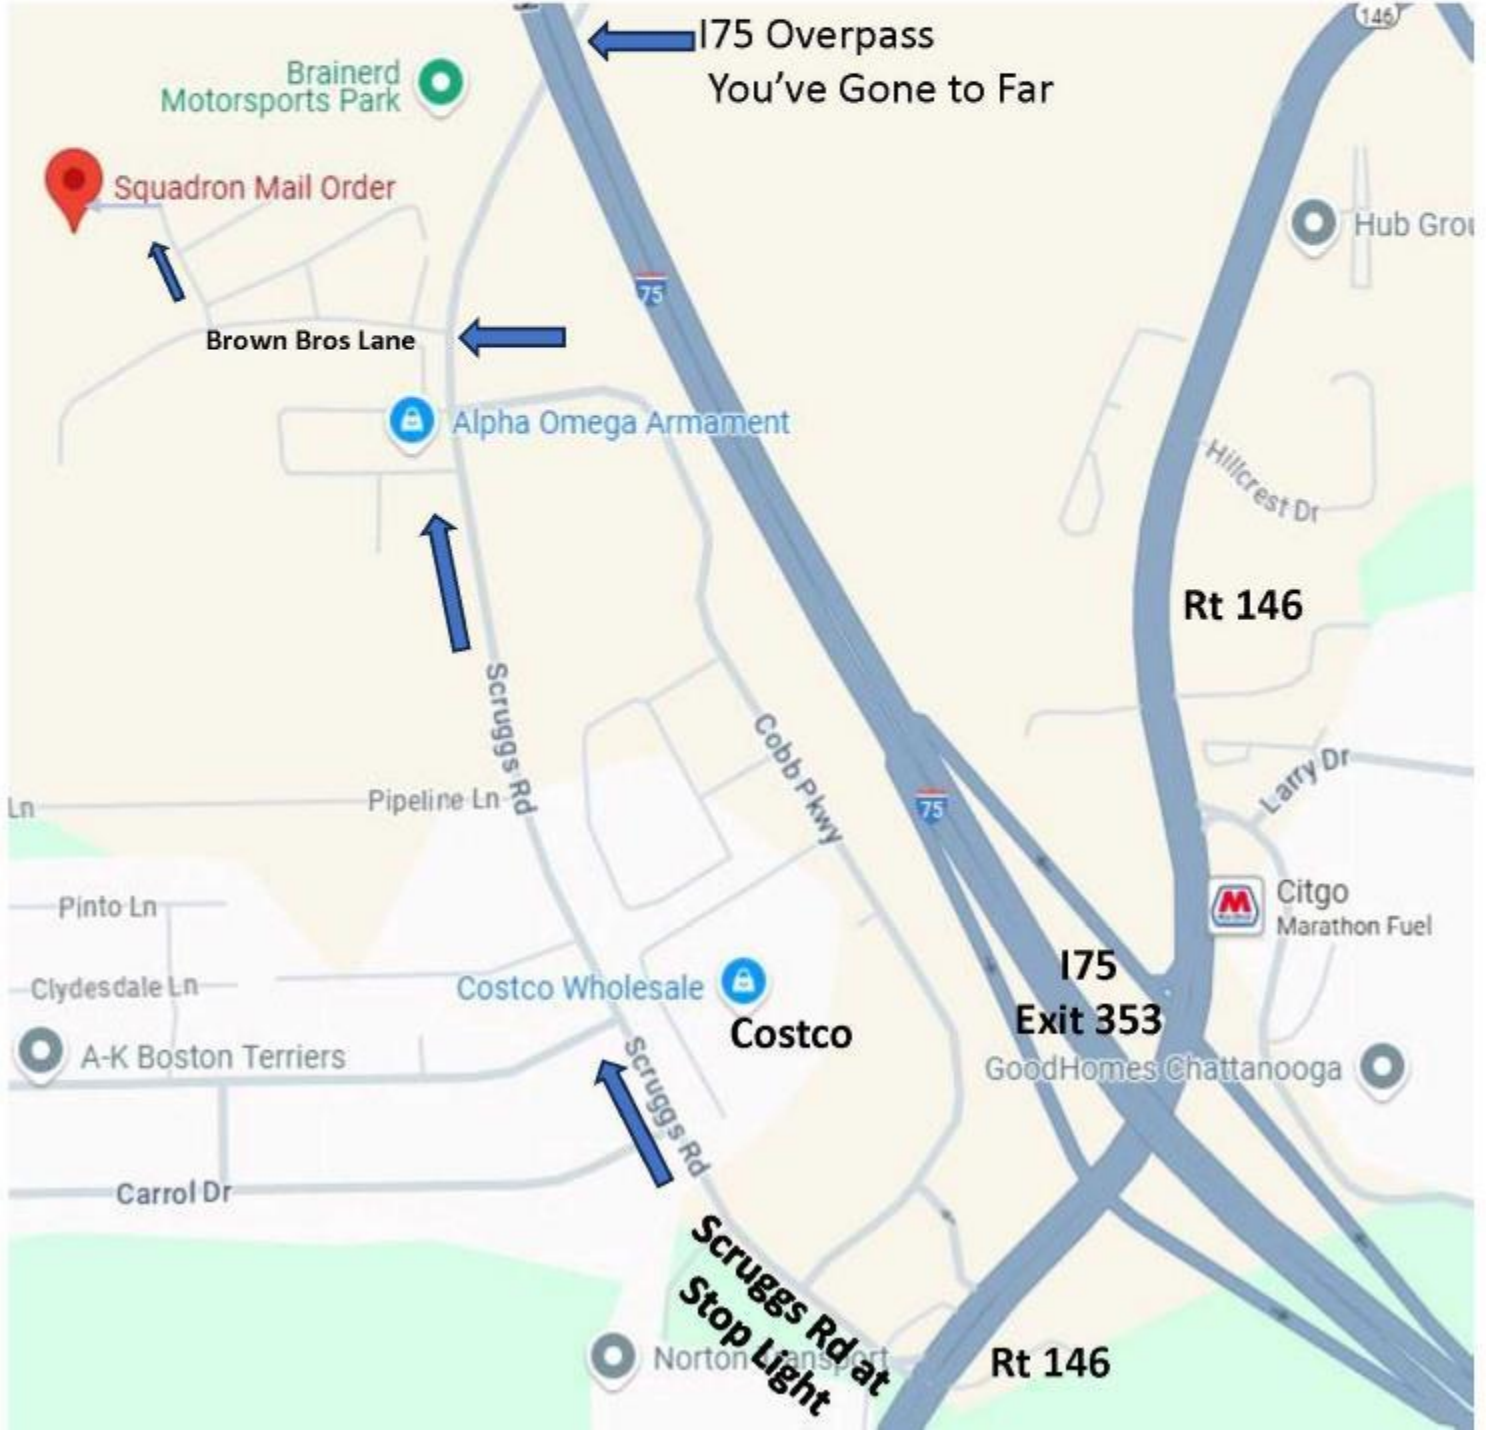 146
I75 Overpass
You've Gone to Far
Brainerd
Motorsports Park
Squadron Mail Order
75
Brown Bros Lane
Alpha Omega Armament
Hillcrest Dr
Rt 146
Scruggs Rd
Cobb Pkwy
Larry Dr
75
Ln
Pipeline Ln
Citgo
Marathon Fuel
Pinto Ln
I75
Exit 353
Clydesdale Ln
Costco Wholesale
Costco
A-K Boston Terriers
GoodHomes Chattanooga
Scruggs Rd
Carrol Dr
Scruggs Rd at
Stop Light
Norton Transport
Rt 146
Hub